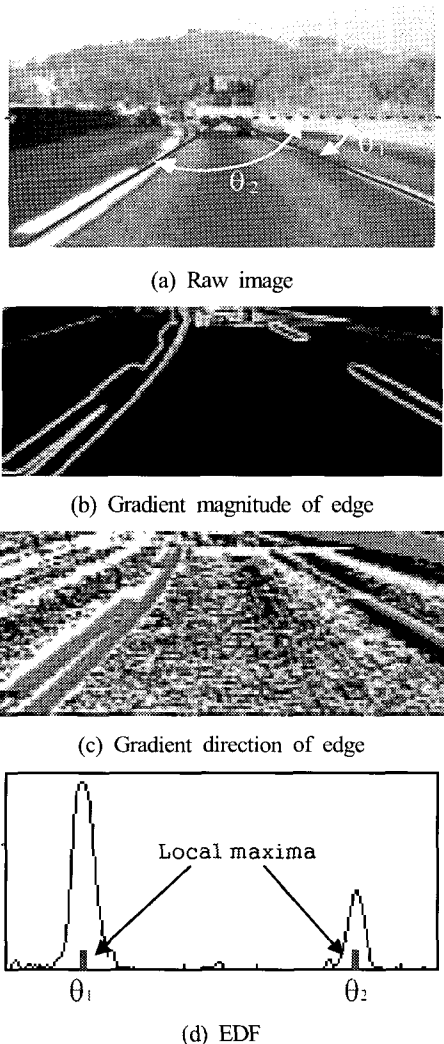 θ1
θ2
(a) Raw image
(b) Gradient magnitude of edge
(c) Gradient direction of edge
Local maxima
θ1 θ2
(d) EDF